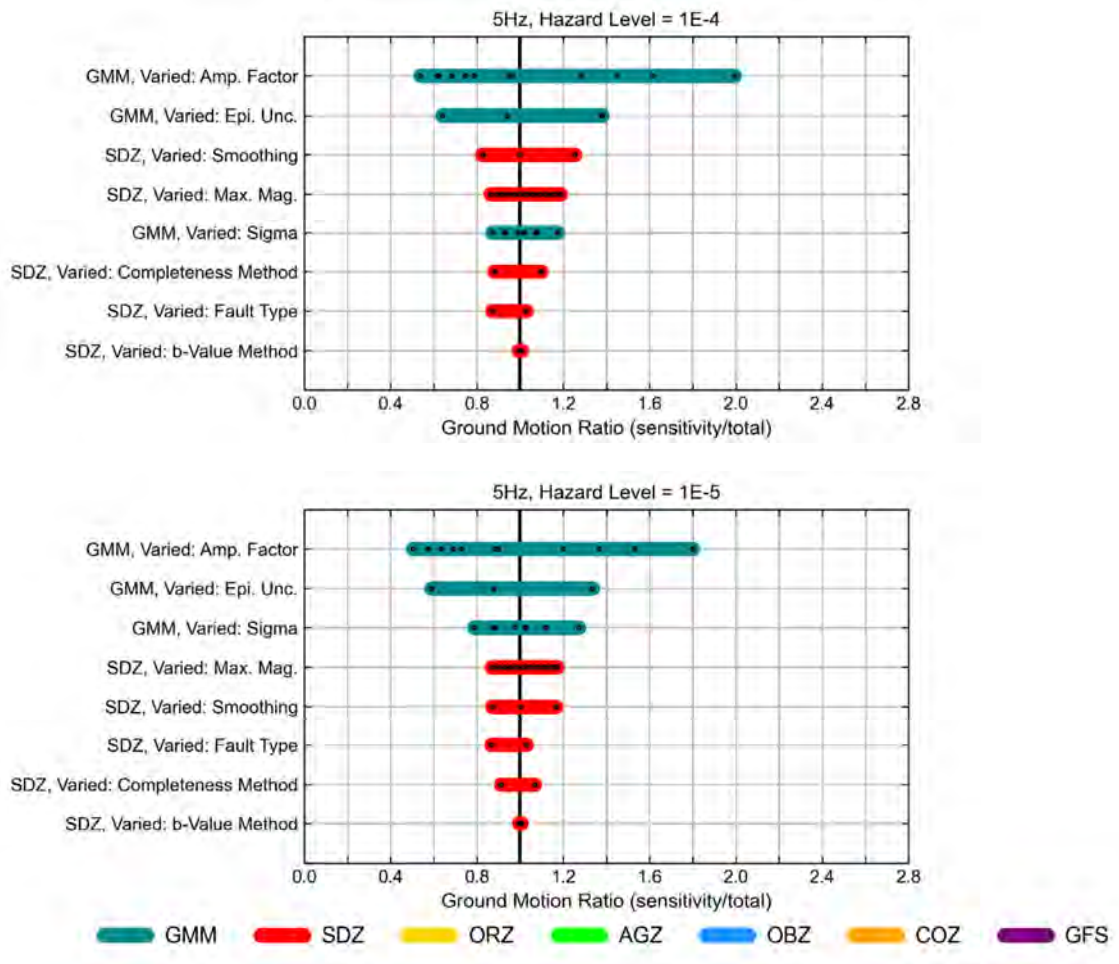 5Hz, Hazard Level = 1E-4
GMM, Varied: Amp. Factor
GMM, Varied: Epi. Unc.
SDZ, Varied: Smoothing
SDZ, Varied: Max. Mag.
GMM, Varied: Sigma
SDZ, Varied: Completeness Method
SDZ, Varied: Fault Type
SDZ, Varied: b-Value Method
0.0 0.4 0.8 1.2 1.6 2.0 2.4 2.8
Ground Motion Ratio (sensitivity/total)
5Hz, Hazard Level = 1E-5
GMM, Varied: Amp. Factor
GMM, Varied: Epi. Unc.
GMM, Varied: Sigma
SDZ, Varied: Max. Mag.
SDZ, Varied: Smoothing
SDZ, Varied: Fault Type
SDZ, Varied: Completeness Method
SDZ, Varied: b-Value Method
0.0 0.4 0.8 1.2 1.6 2.0 2.4 2.8
Ground Motion Ratio (sensitivity/total)
GMM SDZ ORZ AGZ OBZ COZ GFS